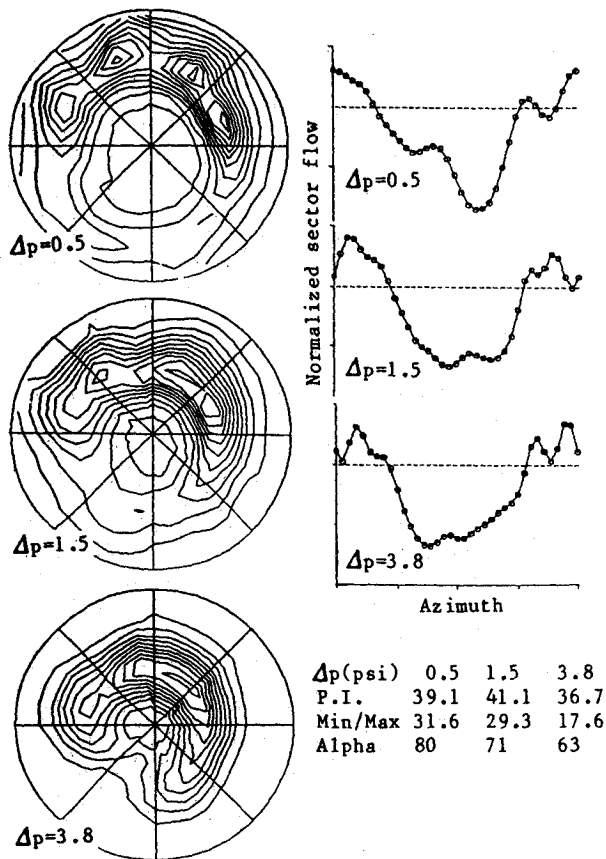 Δp=0.5
Δp=1.5
Δp=3.8
Normalized sector flow
Δp=0.5
Δp=1.5
Δp=3.8
Azimuth
Δp(psi) 0.5 1.5 3.8
P.I. 39.1 41.1 36.7
Min/Max 31.6 29.3 17.6
Alpha 80 71 63